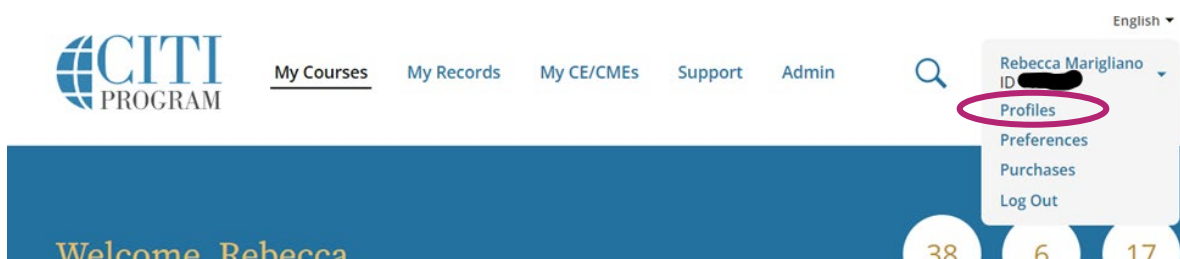 English
CITI
PROGRAM
My Courses My Records My CE/CMEs Support Admin
Rebecca Marigliano
ID
Profiles
Preferences
Purchases
Log Out
Welcome, Rebecca
38 6 17